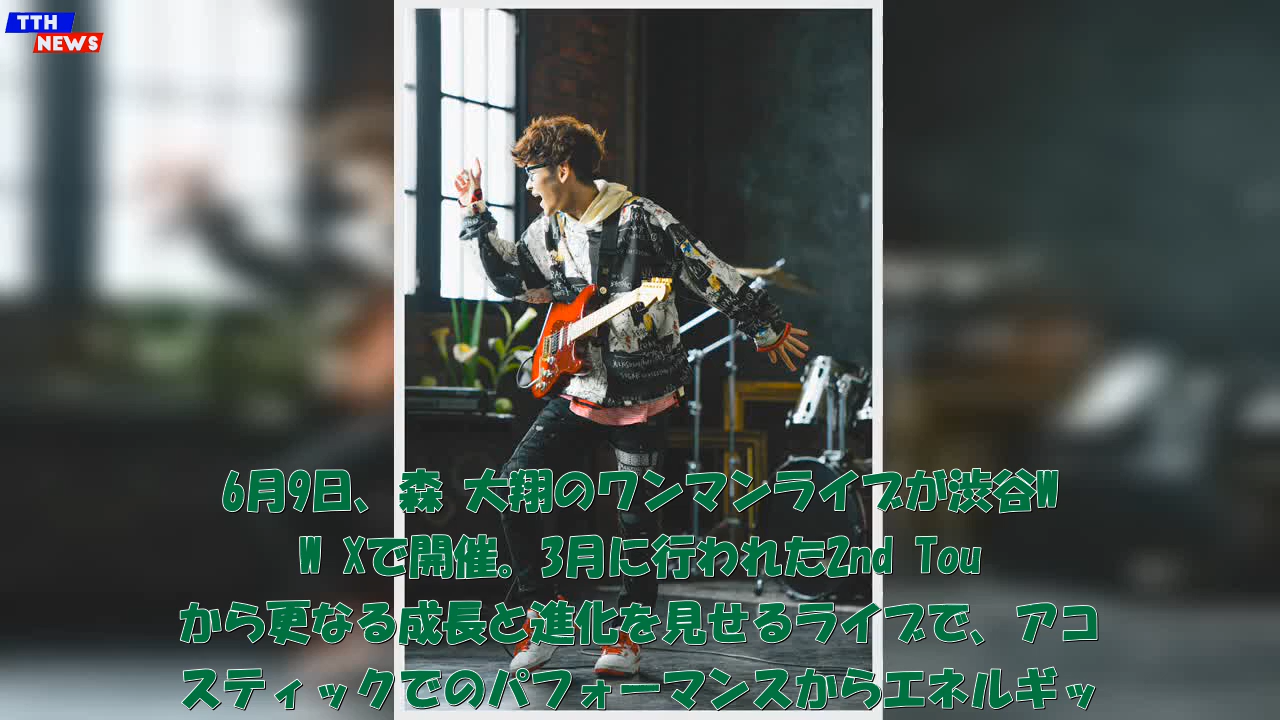 TTH
NEWS
6月9日、森 大翔のワンマンライブが渋谷W
W Xで開催。3月に行われた2nd Tou
から更なる成長と進化を見せるライブで、アコ
スティックでのパフォーマンスからエネルギッ